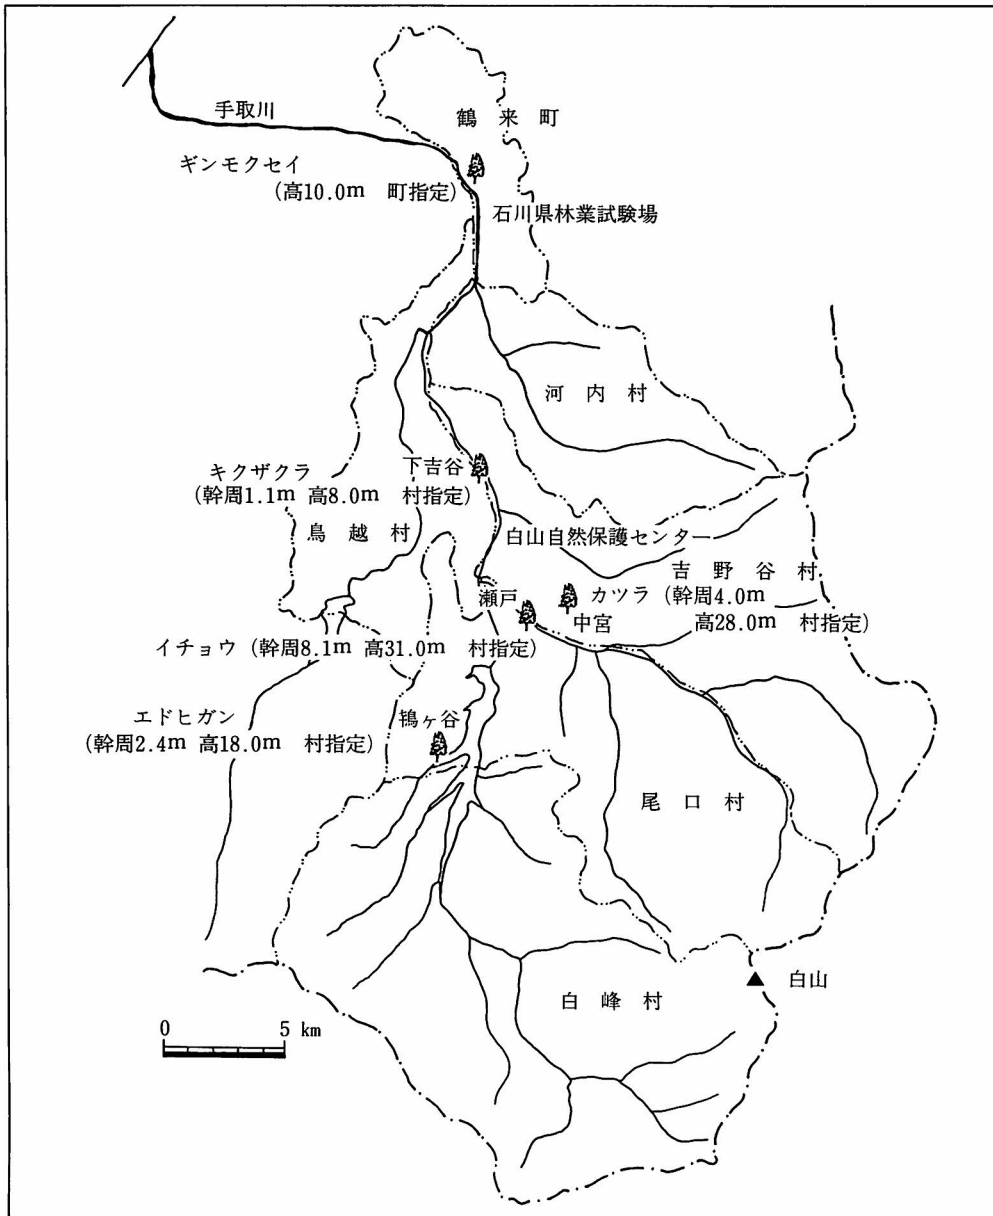 手取川
鶴来町
ギンモクセイ
(高10.0m 町指定)
石川県林業試験場
河内村
キクザクラ
(幹周1.1m 高8.0m 村指定)
下吉谷
鳥越村
白山自然保護センター
吉野谷村
瀬戸
カツラ (幹周4.0m
高28.0m 村指定)
中宮
イチョウ (幹周8.1m 高31.0m 村指定)
エドヒガン
(幹周2.4m 高18.0m 村指定)
鴇ヶ谷
尾口村
白山
白峰村
0 5 km